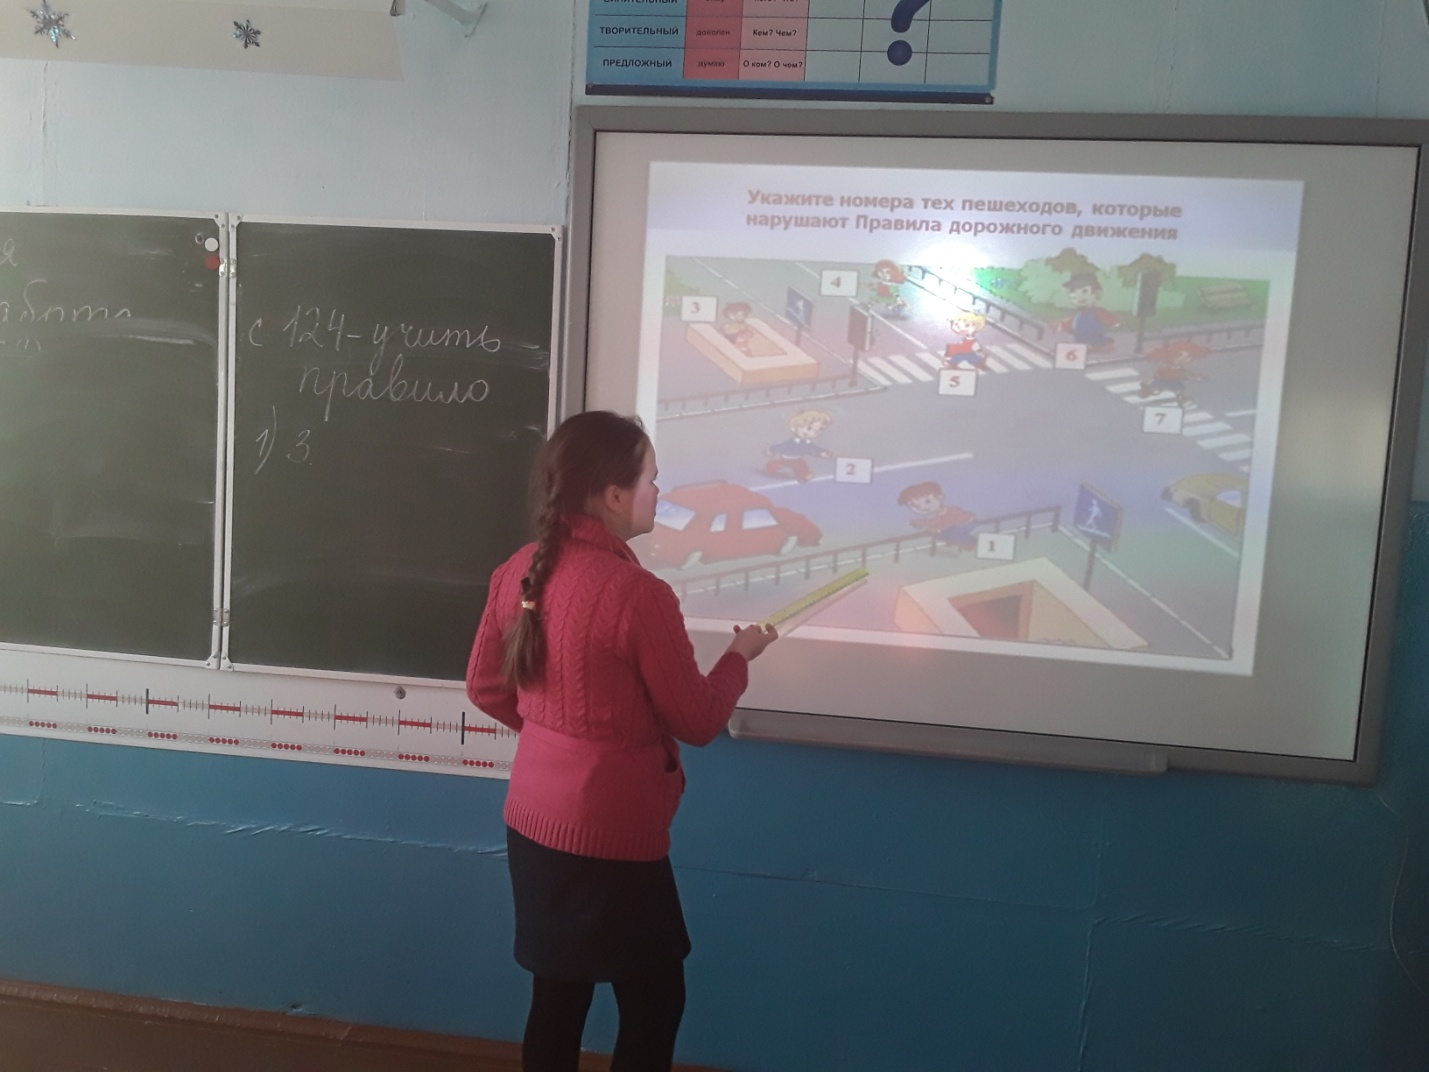 ТВОРИТЕЛЬНЫЙ доволен Кем? Чем?
ПРЕДЛОЖНЫЙ думаю О ком? О чём?
Укажите номера тех пешеходов, которые
нарушают Правила дорожного движения
4
3
6
5
7
2
1
с 124 - учить
правило
1) 3.